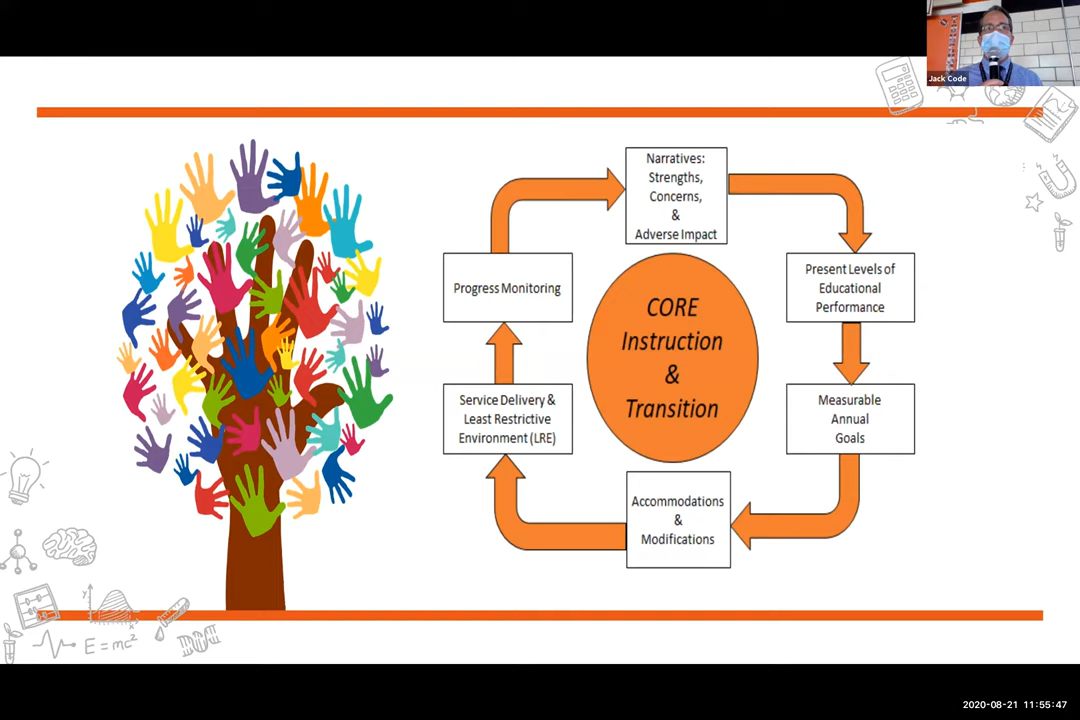 Jack Code
Narratives:
Strengths,
Concerns,
&
Adverse Impact
Present Levels of
Educational
Performance
Measurable
Annual
Goals
Accommodations
&
Modifications
Service Delivery &
Least Restrictive
Environment (LRE)
Progress Monitoring
CORE
Instruction
&
Transition
y
x
E=mc²
2020-08-21 11:55:47